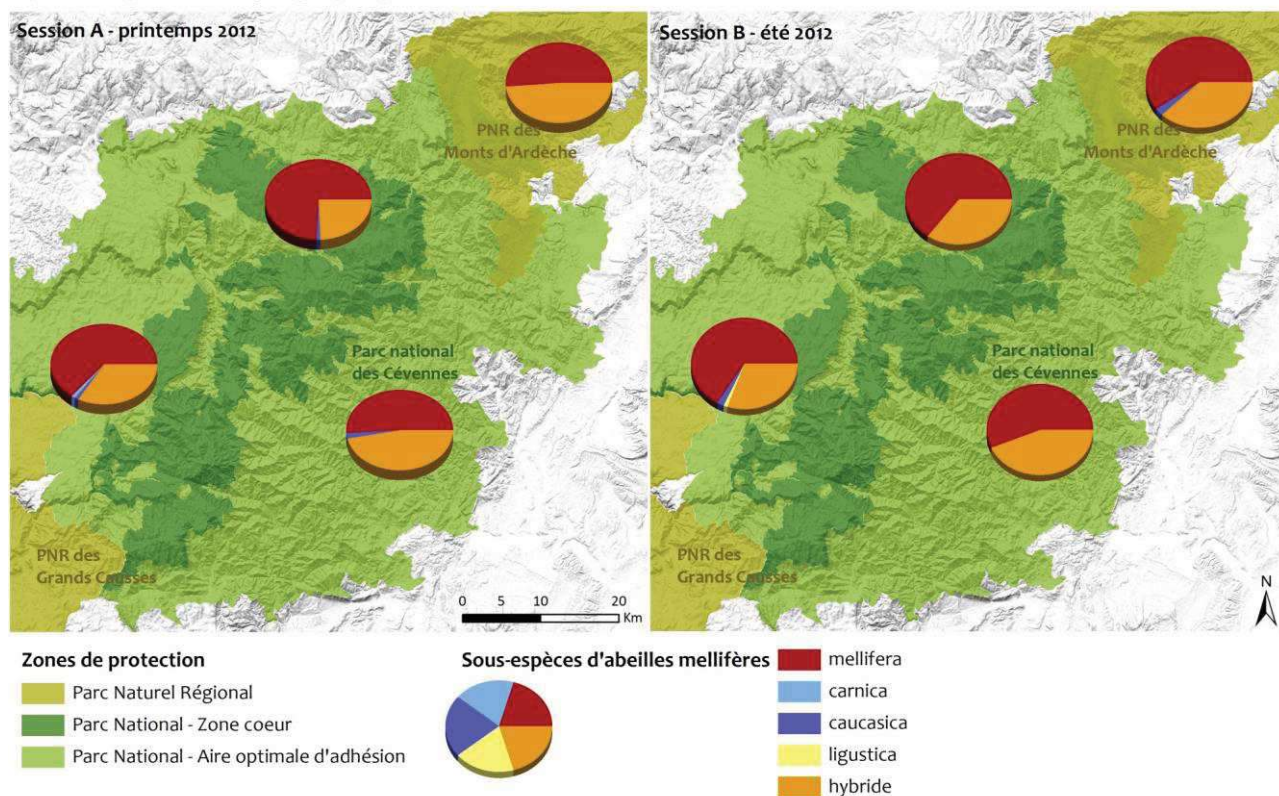 Session A - printemps 2012
PNR des
Monts d'Ardèche
Parc national
des Cévennes
PNR des
Grands Causses
0 5 10 20
Km
Session B - été 2012
PNR des
Monts d'Ardèche
Parc national
des Cévennes
PNR des
Grands Causses
N
Zones de protection
Parc Naturel Régional
Parc National - Zone coeur
Parc National - Aire optimale d'adhésion
Sous-espèces d'abeilles mellifères
mellifera
carnica
caucasica
ligustica
hybride